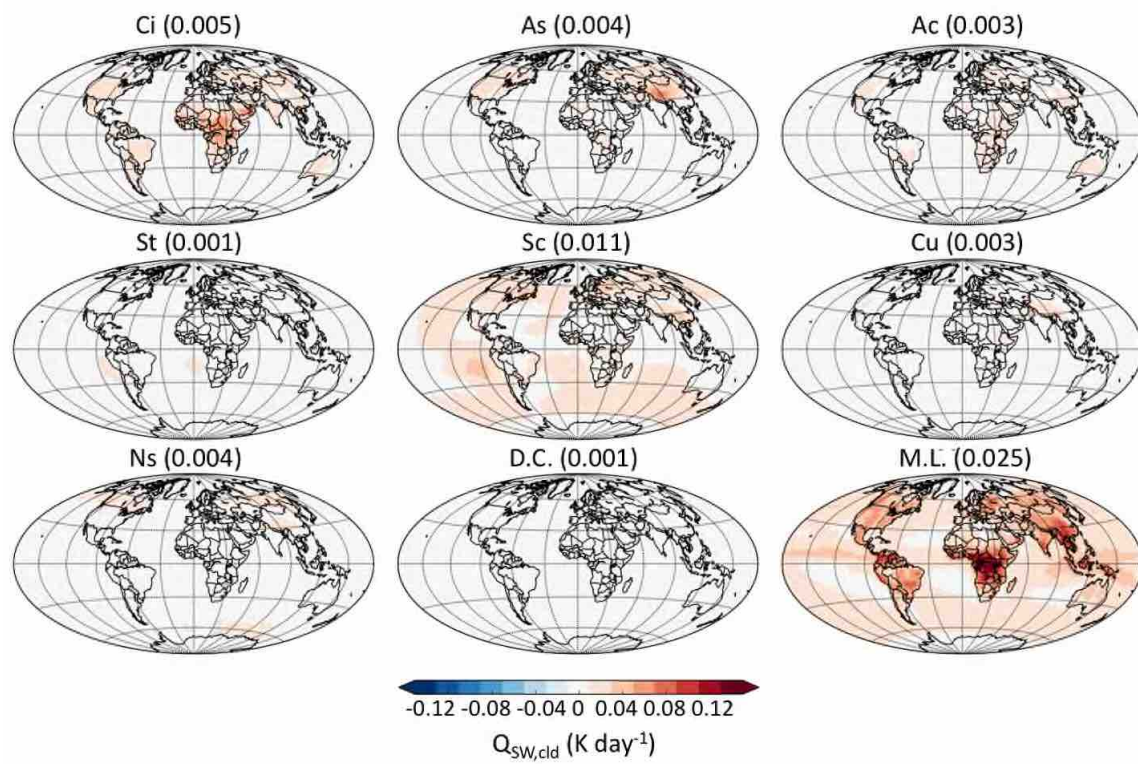 Ci (0.005) As (0.004) Ac (0.003)
St (0.001) Sc (0.011) Cu (0.003)
Ns (0.004) D.C. (0.001) M.L. (0.025)
-0.12 -0.08 -0.04 0 0.04 0.08 0.12
Q_SW,cld (K day⁻¹)